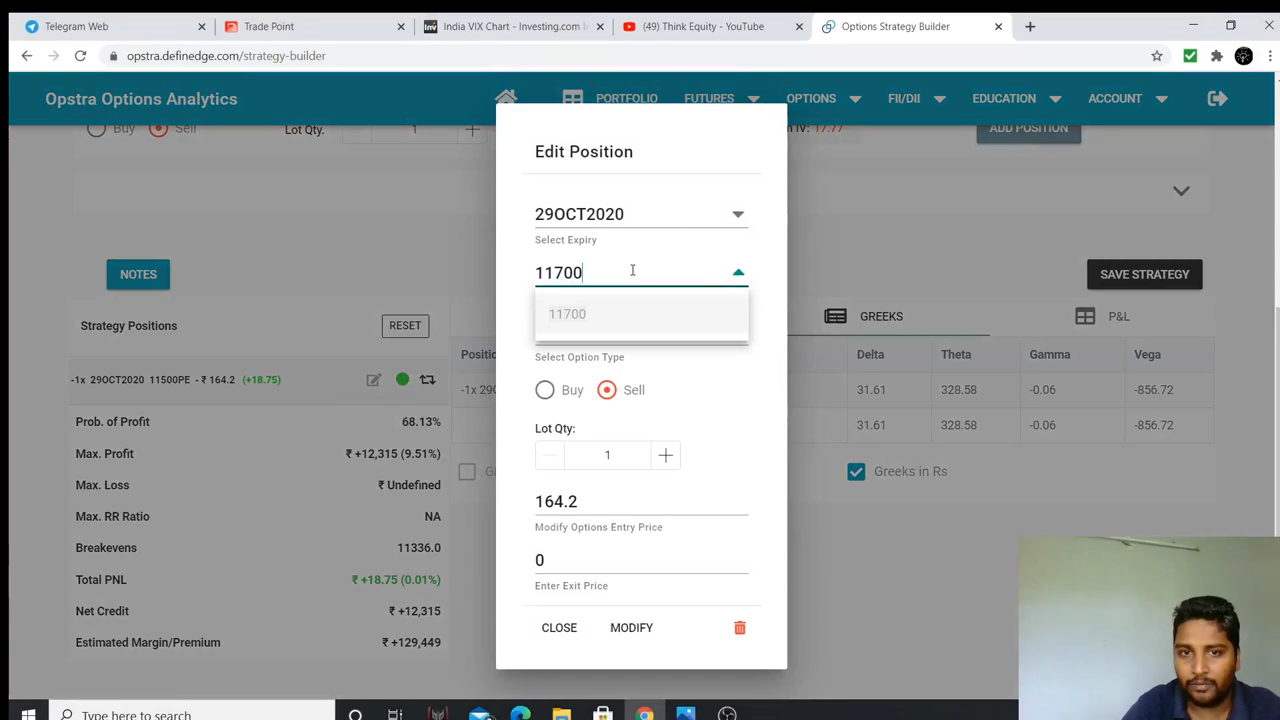 Telegram Web
Trade Point
India VIX Chart - Investing.com
(49) Think Equity - YouTube
Options Strategy Builder
opstra.definedge.com/strategy-builder
Opstra Options Analytics
PORTFOLIO
FUTURES
OPTIONS
FII/DII
EDUCATION
ACCOUNT
Buy
Sell
Lot Qty.
1
17.77
ADD POSITION
Edit Position
29OCT2020
Select Expiry
11700
11700
Select Option Type
Buy
Sell
Lot Qty:
1
164.2
Modify Options Entry Price
0
Enter Exit Price
CLOSE
MODIFY
NOTES
SAVE STRATEGY
Strategy Positions
RESET
-1x 29OCT2020 11500PE - ₹ 164.2 (+18.75)
Prob. of Profit 68.13%
Max. Profit ₹ +12,315 (9.51%)
Max. Loss ₹ Undefined
Max. RR Ratio NA
Breakevens 11336.0
Total PNL ₹ +18.75 (0.01%)
Net Credit ₹ +12,315
Estimated Margin/Premium ₹ +129,449
GREEKS
P&L
Delta Theta Gamma Vega
31.61 328.58 -0.06 -856.72
31.61 328.58 -0.06 -856.72
Greeks in Rs
Type here to search